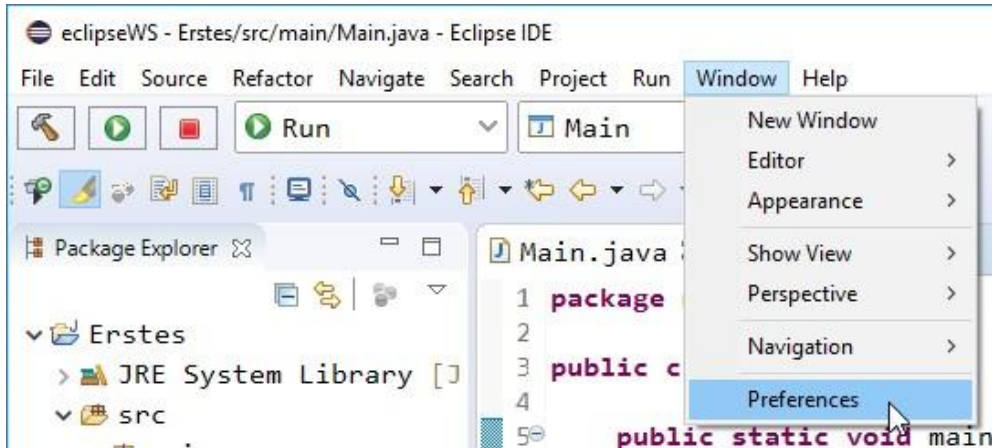 eclipseWS - Erstes/src/main/Main.java - Eclipse IDE
File Edit Source Refactor Navigate Search Project Run Window Help
Run Main
New Window
Editor
Appearance
Show View
Perspective
Navigation
Preferences
Package Explorer
Erstes
JRE System Library [J
src
Main.java
1 package
2
3 public c
4
5 public static void main